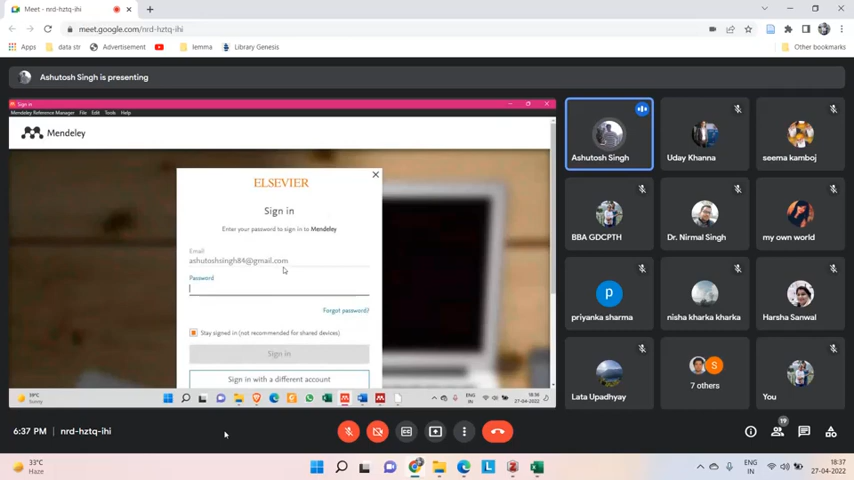 Meet - nrd-hztq-ihi
meet.google.com/nrd-hztq-ihi
Apps
data str
Advertisement
lemma
Library Genesis
Other bookmarks
Ashutosh Singh is presenting
Sign in
Mendeley Reference Manager File Edit Tools Help
Mendeley
ELSEVIER
Sign in
Enter your password to sign in to Mendeley
Email
ashutoshsingh84@gmail.com
Password
Forgot password?
Stay signed in (not recommended for shared devices)
Sign in
Sign in with a different account
Sunny
ENG
IN
18:36
27-04-2022
Ashutosh Singh
Uday Khanna
seema kamboj
BBA GDCPTH
Dr. Nirmal Singh
my own world
p
priyanka sharma
nisha kharka kharka
Harsha Sanwal
S
Lata Upadhyay
7 others
You
6:37 PM
nrd-hztq-ihi
CC
19
33°C
Haze
L
ENG
IN
18:37
27-04-2022